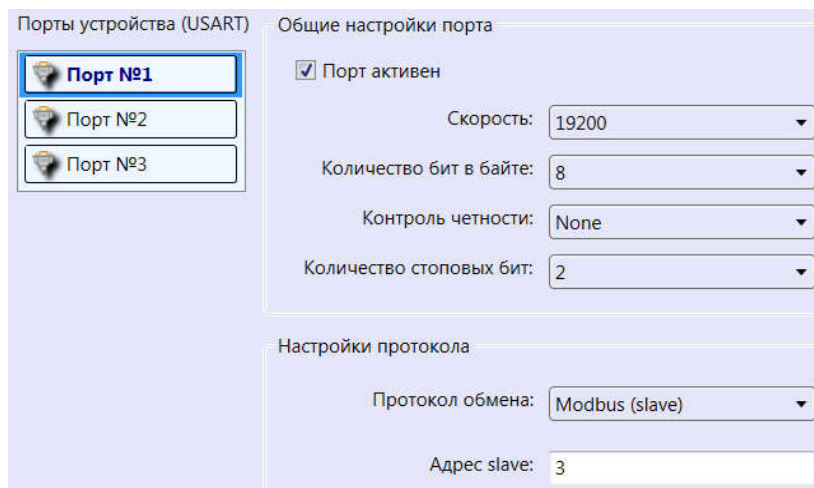 Порты устройства (USART)
Порт №1
Порт №2
Порт №3
Общие настройки порта
Порт активен
Скорость: 19200
Количество бит в байте: 8
Контроль четности: None
Количество стоповых бит: 2
Настройки протокола
Протокол обмена: Modbus (slave)
Адрес slave: 3